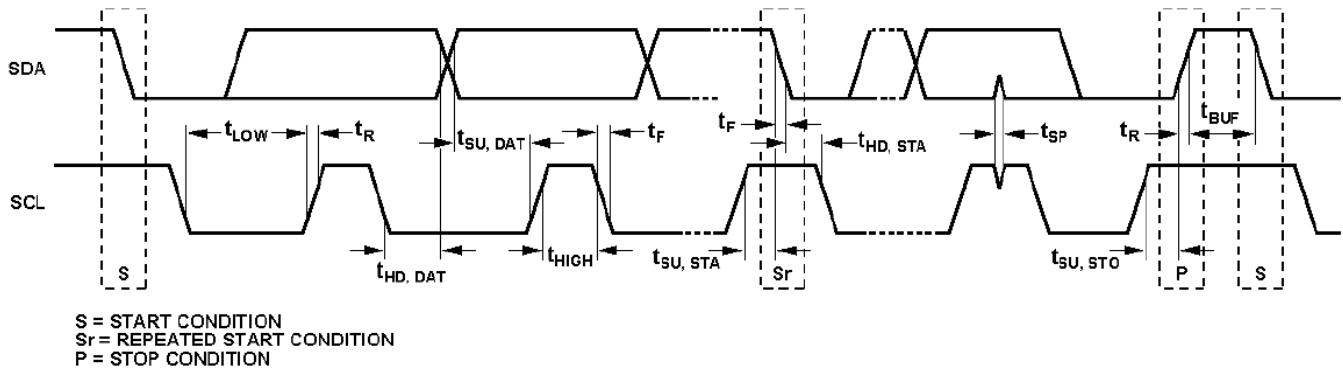 SDA
tLOW
tR
tSU, DAT
tF
tF
tHD, STA
tSP
tR
tBUF
SCL
tHD, DAT
tHIGH
tSU, STA
tSU, STO
S
Sr
P
S
S = START CONDITION
Sr = REPEATED START CONDITION
P = STOP CONDITION